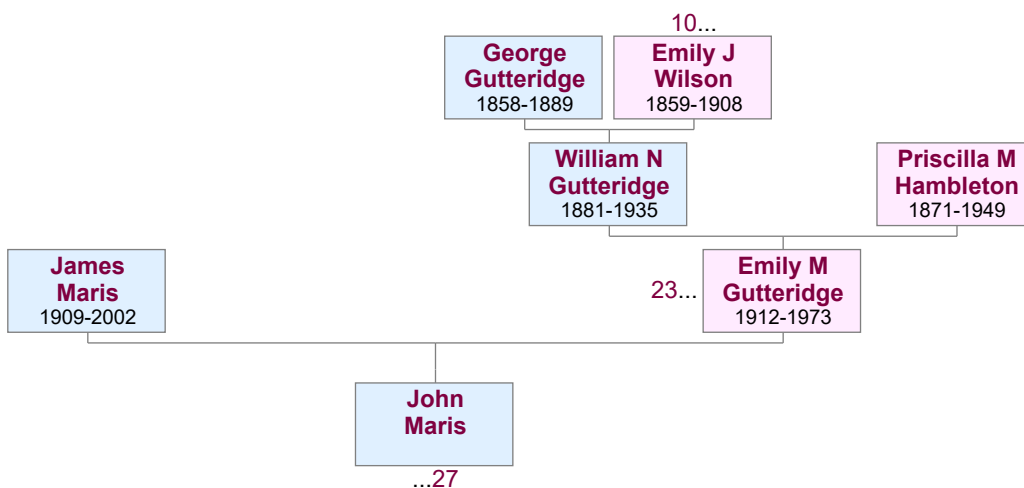 10...
George
Gutteridge
1858-1889
Emily J
Wilson
1859-1908
William N
Gutteridge
1881-1935
Priscilla M
Hambleton
1871-1949
James
Maris
1909-2002
23...
Emily M
Gutteridge
1912-1973
John
Maris
...27